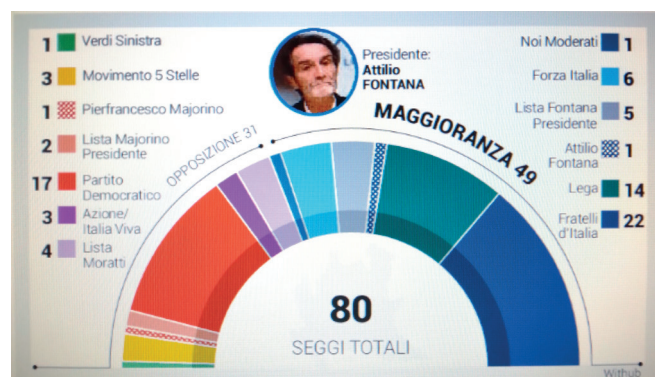 1 Verdi Sinistra
3 Movimento 5 Stelle
1 Pierfrancesco Majorino
2 Lista Majorino
Presidente
17 Partito
Democratico
3 Azione/
Italia Viva
4 Lista
Moratti
Presidente:
Attilio
FONTANA
Noi Moderati 1
Forza Italia 6
Lista Fontana
Presidente 5
Attilio
Fontana 1
Lega 14
Fratelli
d'Italia 22
OPPOSIZIONE 31
MAGGIORANZA 49
80
SEGGI TOTALI
Withub